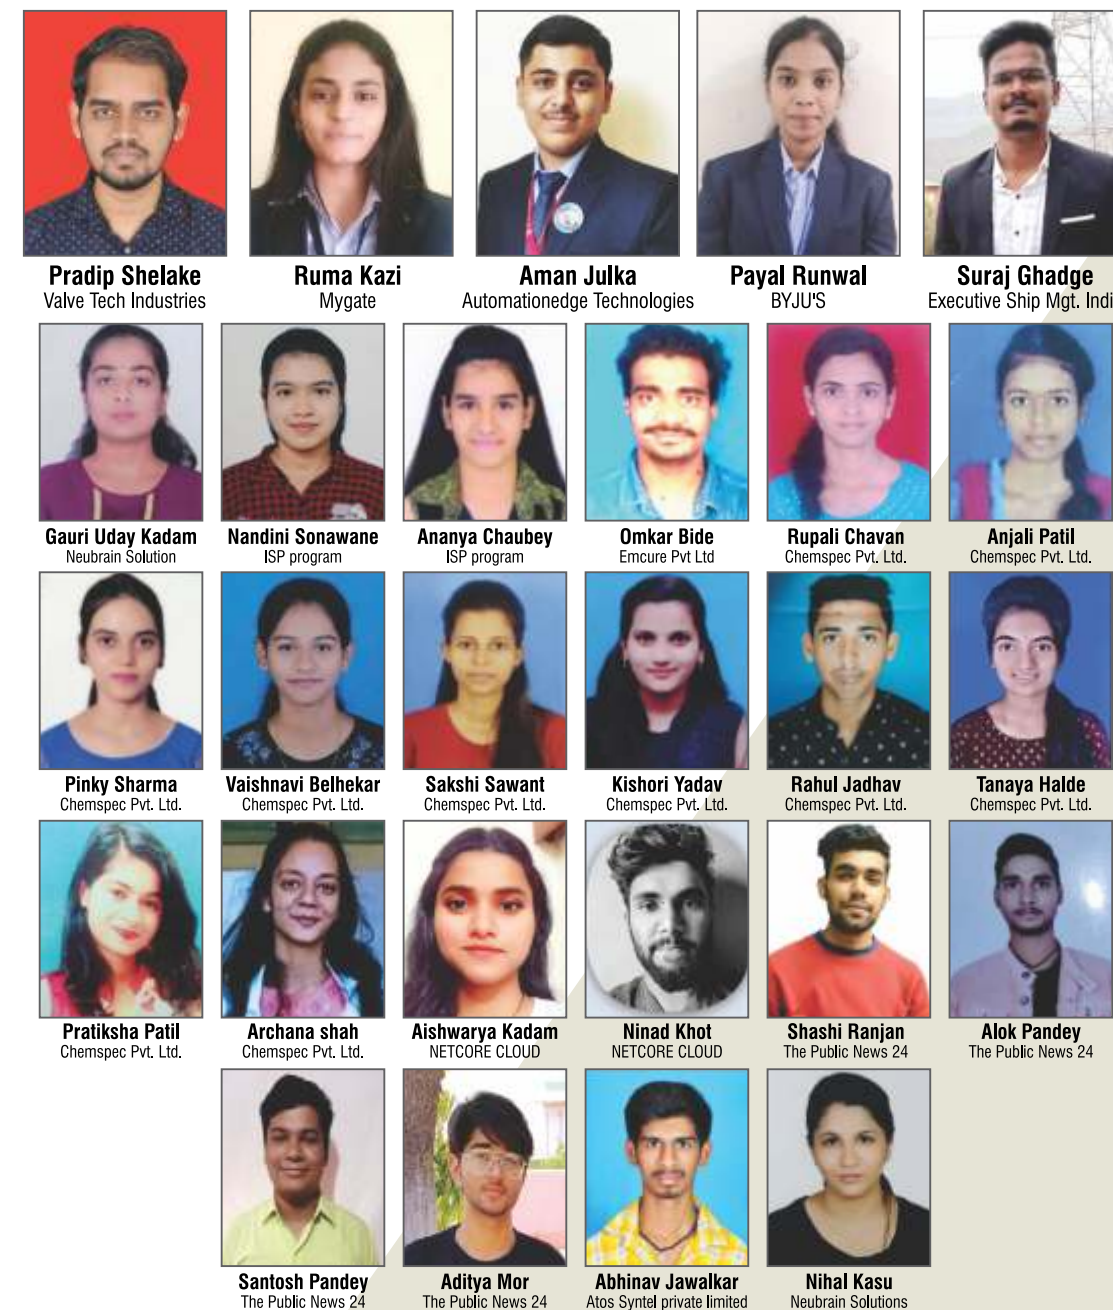 Pradip Shelake
Valve Tech Industries
Ruma Kazi
Mygate
Aman Julka
Automationedge Technologies
Payal Runwal
BYJU'S
Suraj Ghadge
Executive Ship Mgt. Indi
Gauri Uday Kadam
Neubrain Solution
Nandini Sonawane
ISP program
Ananya Chaubey
ISP program
Omkar Bide
Emcure Pvt Ltd
Rupali Chavan
Chemspec Pvt. Ltd.
Anjali Patil
Chemspec Pvt. Ltd.
Pinky Sharma
Chemspec Pvt. Ltd.
Vaishnavi Belhekar
Chemspec Pvt. Ltd.
Sakshi Sawant
Chemspec Pvt. Ltd.
Kishori Yadav
Chemspec Pvt. Ltd.
Rahul Jadhav
Chemspec Pvt. Ltd.
Tanaya Halde
Chemspec Pvt. Ltd.
Pratiksha Patil
Chemspec Pvt. Ltd.
Archana shah
Chemspec Pvt. Ltd.
Aishwarya Kadam
NETCORE CLOUD
Ninad Khot
NETCORE CLOUD
Shashi Ranjan
The Public News 24
Alok Pandey
The Public News 24
Santosh Pandey
The Public News 24
Aditya Mor
The Public News 24
Abhinav Jawalkar
Atos Syntel private limited
Nihal Kasu
Neubrain Solutions